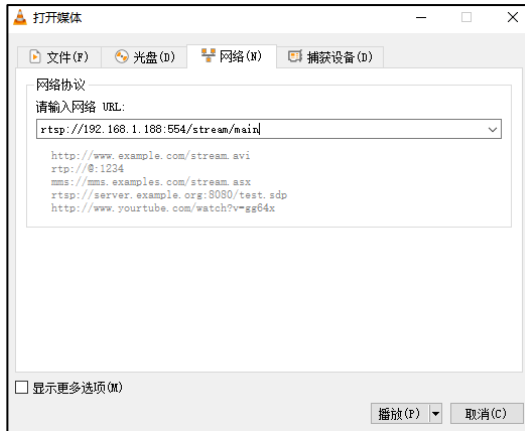 打开媒体
文件(F) 光盘(D) 网络(N) 捕获设备(D)
网络协议
请输入网络 URL:
rtsp://192.168.1.188:554/stream/main
http://www.example.com/stream.avi
rtp://@:1234
mms://mms.examples.com/stream.asx
rtsp://server.example.org:8080/test.sdp
http://www.yourtube.com/watch?v=gg64x
显示更多选项(M)
播放(P) 取消(C)